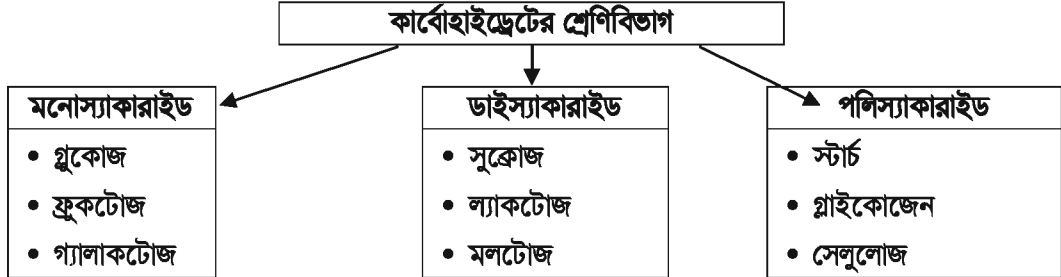 কার্বোহাইড্রেটের শ্রেণিবিভাগ
মনোস্যাকারাইড
• গ্লুকোজ
• ফ্রুকটোজ
• গ্যালাকটোজ
ডাইস্যাকারাইড
• সুক্রোজ
• ল্যাকটোজ
• মলটোজ
পলিস্যাকারাইড
• স্টার্চ
• গ্লাইকোজেন
• সেলুলোজ